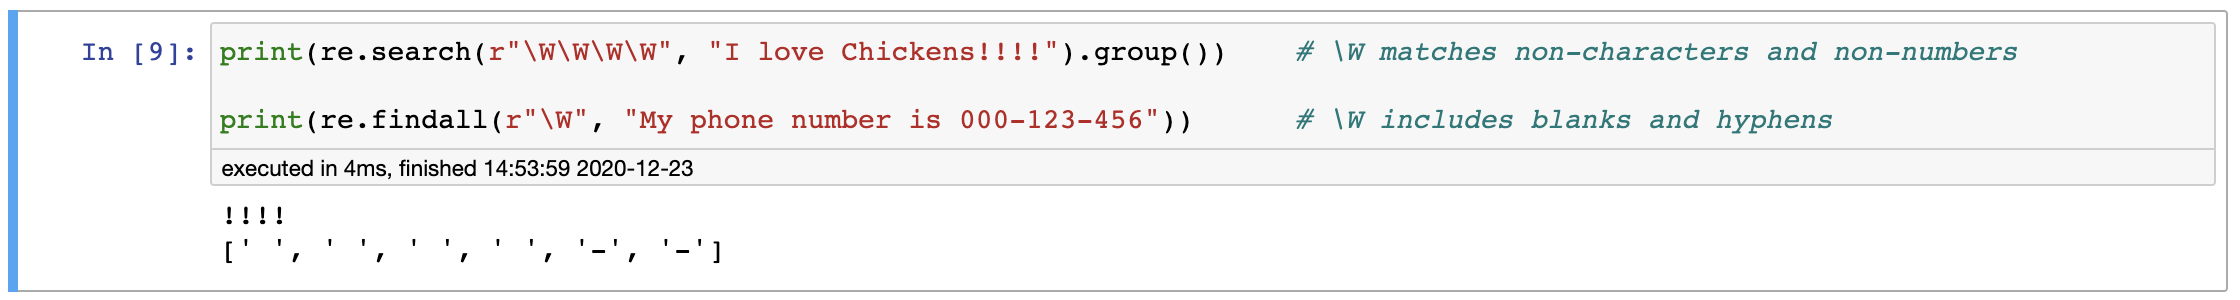 In [9]: print(re.search(r"\W\W\W\W", "I love Chickens!!!!").group())    # \W matches non-characters and non-numbers
print(re.findall(r"\W", "My phone number is 000-123-456"))      # \W includes blanks and hyphens
executed in 4ms, finished 14:53:59 2020-12-23
!!!!
[' ', ' ', ' ', ' ', '-', '-']